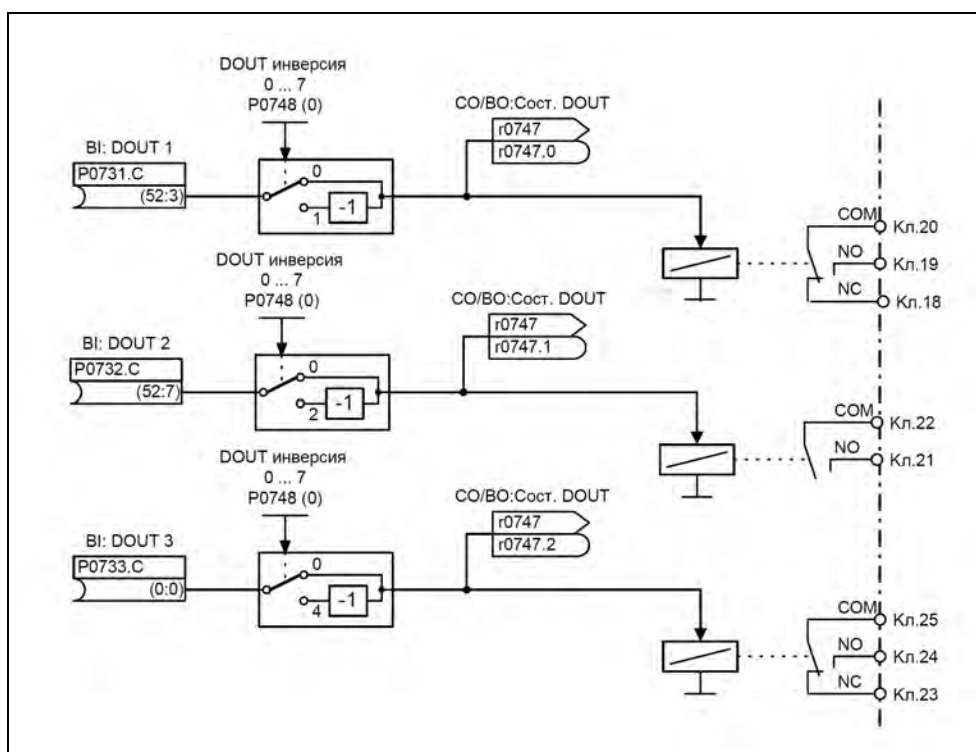 DOUT инверсия
0 ... 7
P0748 (0)
CO/BO:Сост. DOUT
r0747
r0747.0
BI: DOUT 1
P0731.C
(52:3)
0
1
-1
COM
Кл.20
NO
Кл.19
NC
Кл.18
DOUT инверсия
0 ... 7
P0748 (0)
CO/BO:Сост. DOUT
r0747
r0747.1
BI: DOUT 2
P0732.C
(52:7)
0
2
-1
COM
Кл.22
NO
Кл.21
DOUT инверсия
0 ... 7
P0748 (0)
CO/BO:Сост. DOUT
r0747
r0747.2
BI: DOUT 3
P0733.C
(0:0)
0
4
-1
COM
Кл.25
NO
Кл.24
NC
Кл.23